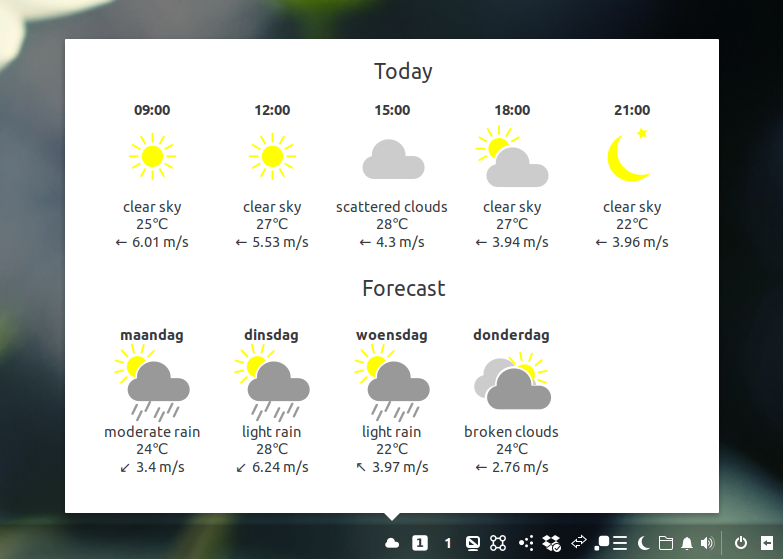 Today
09:00 12:00 15:00 18:00 21:00
clear sky clear sky scattered clouds clear sky clear sky
25°C 27°C 28°C 27°C 22°C
← 6.01 m/s ← 5.53 m/s ← 4.3 m/s ← 3.94 m/s ← 3.96 m/s
Forecast
maandag dinsdag woensdag donderdag
moderate rain light rain light rain broken clouds
24°C 28°C 22°C 24°C
↙ 3.4 m/s ↙ 6.24 m/s ↖ 3.97 m/s ← 2.76 m/s
1 1